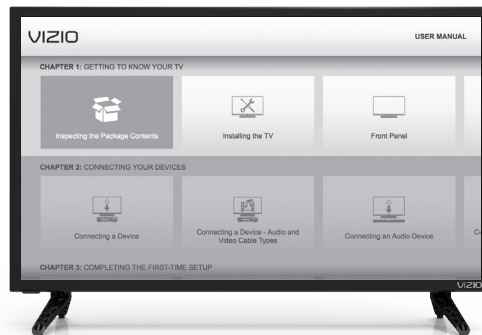 VIZIO
USER MANUAL
CHAPTER 1: GETTING TO KNOW YOUR TV
Inspecting the Package Contents
Installing the TV
Front Panel
CHAPTER 2: CONNECTING YOUR DEVICES
Connecting a Device
Connecting a Device - Audio and
Video Cable Types
Connecting an Audio Device
CHAPTER 3: COMPLETING THE FIRST-TIME SETUP
VIZIO